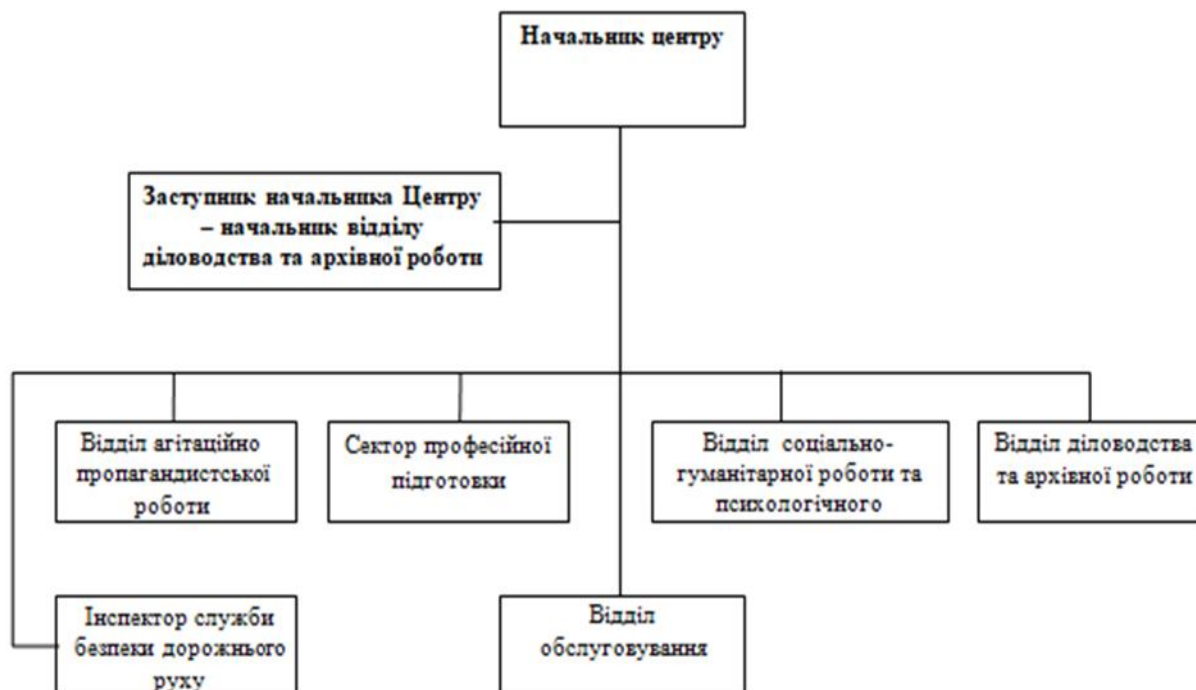 Начальник центру
Заступник начальника Центру
– начальник відділу
діловодства та архівної роботи
Відділ агітаційно
пропагандистської
роботи
Сектор професійної
підготовки
Відділ соціально-
гуманітарної роботи та
психологічного
Відділ діловодства
та архівної роботи
Інспектор служби
безпеки дорожнього
руху
Відділ
обслуговування